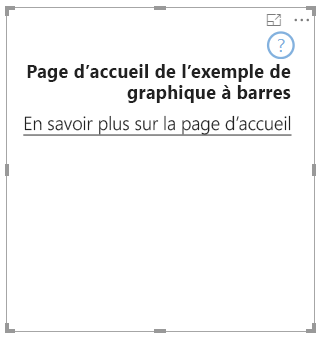 ?
Page d’accueil de l’exemple de
graphique à barres
En savoir plus sur la page d’accueil